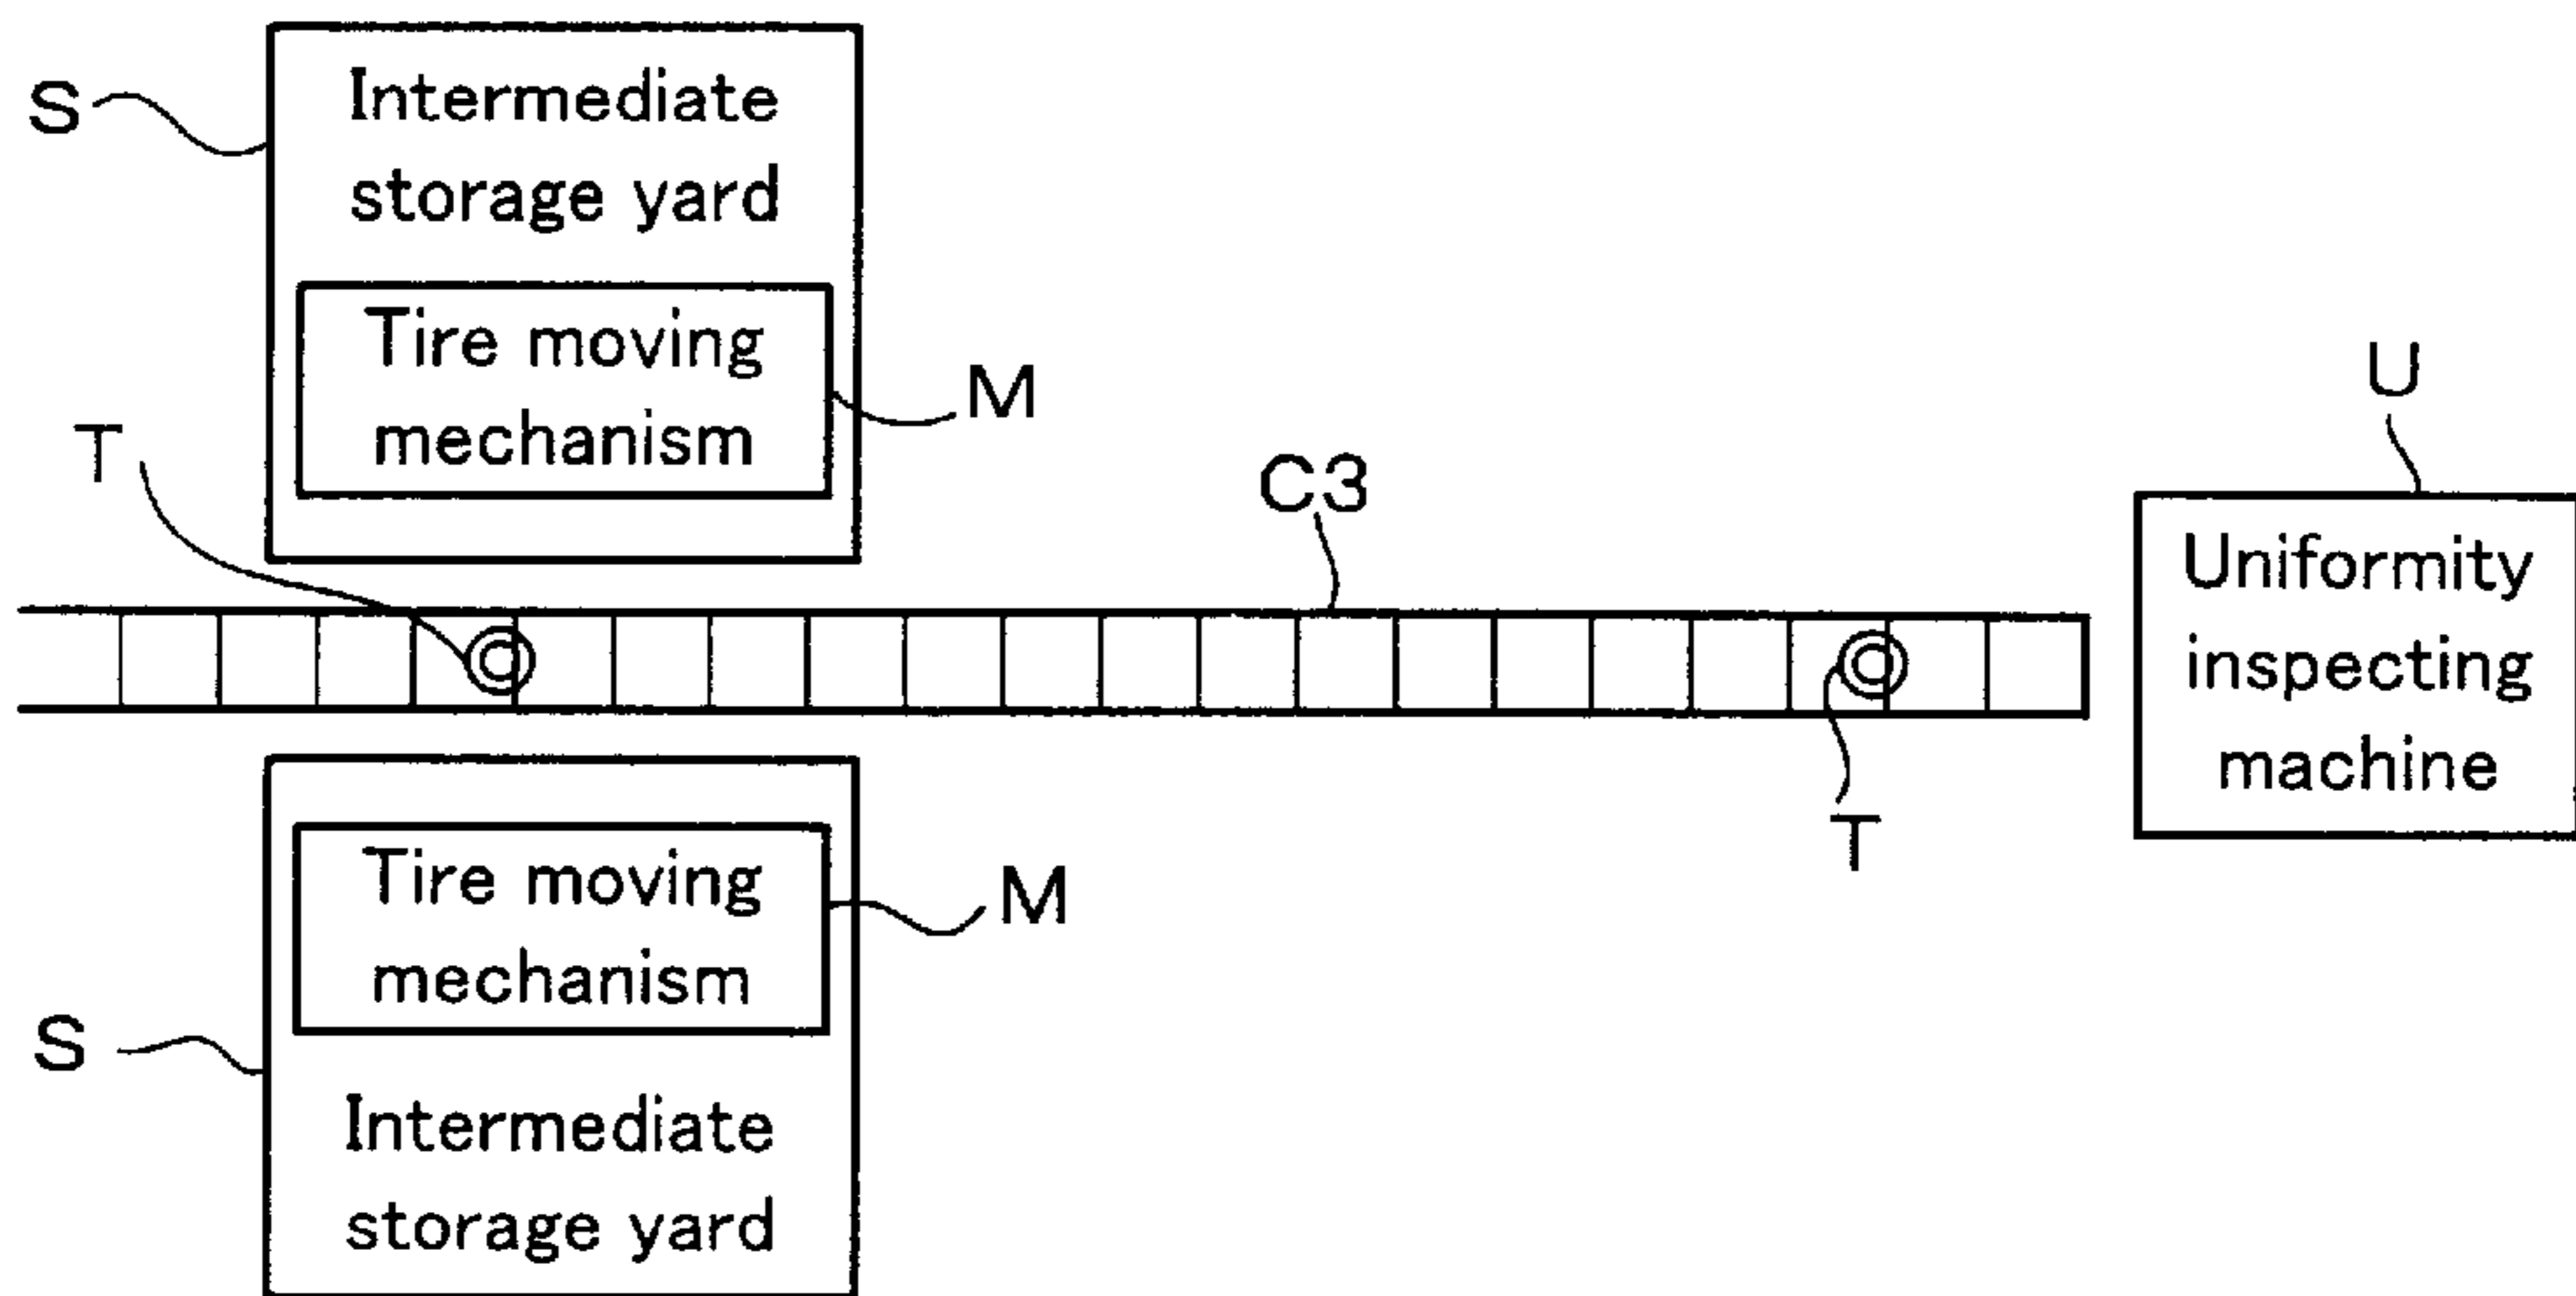 S
Intermediate
storage yard
Tire moving
mechanism
M
T
C3
U
Uniformity
inspecting
machine
T
Tire moving
mechanism
M
S
Intermediate
storage yard